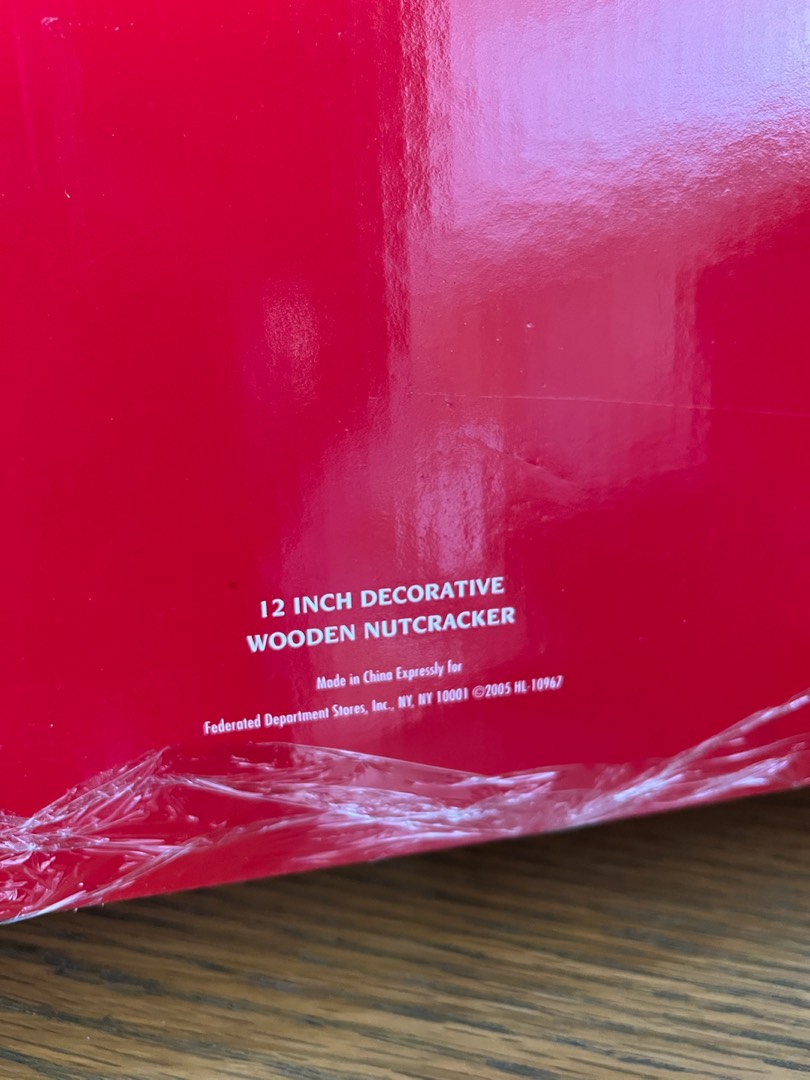 12 INCH DECORATIVE
WOODEN NUTCRACKER
Made in China Expressly for
Federated Department Stores, Inc., NY, NY 10001 ©2005 HL-10967